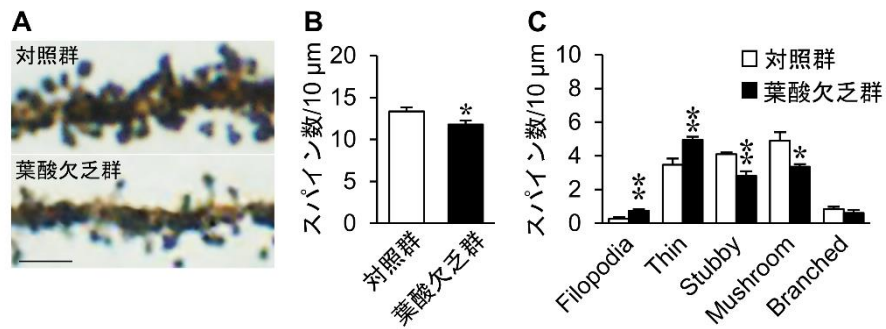 A
対照群
葉酸欠乏群
B
スパイン数/10 μm
20
15
10
5
0
*
対照群
葉酸欠乏群
C
スパイン数/10 μm
10
8
6
4
2
0
対照群
葉酸欠乏群
**
**
**
*
Filopodia
Thin
Stubby
Mushroom
Branched